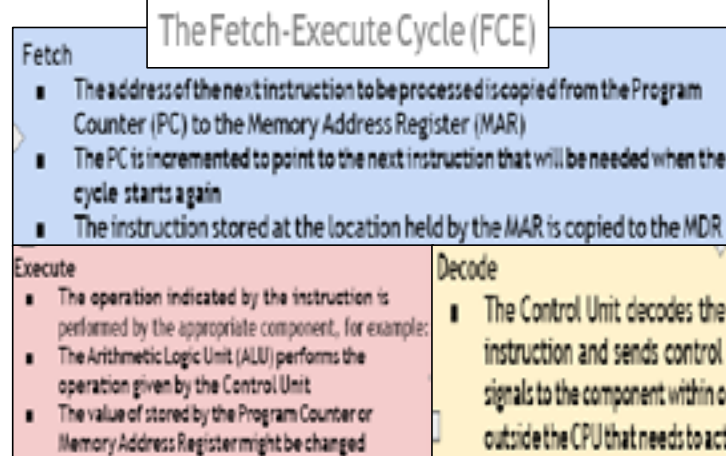 The Fetch-Execute Cycle (FCE)
Fetch
▪ The address of the next instruction to be processed is copied from the Program
Counter (PC) to the Memory Address Register (MAR)
▪ The PC is incremented to point to the next instruction that will be needed when the
cycle starts again
▪ The instruction stored at the location held by the MAR is copied to the MDR
Execute
▪ The operation indicated by the instruction is
performed by the appropriate component, for example:
▪ The Arithmetic Logic Unit (ALU) performs the
operation given by the Control Unit
▪ The value of stored by the Program Counter or
Memory Address Register might be changed
Decode
▪ The Control Unit decodes the
instruction and sends control
signals to the component within o
outside the CPU that needs to act